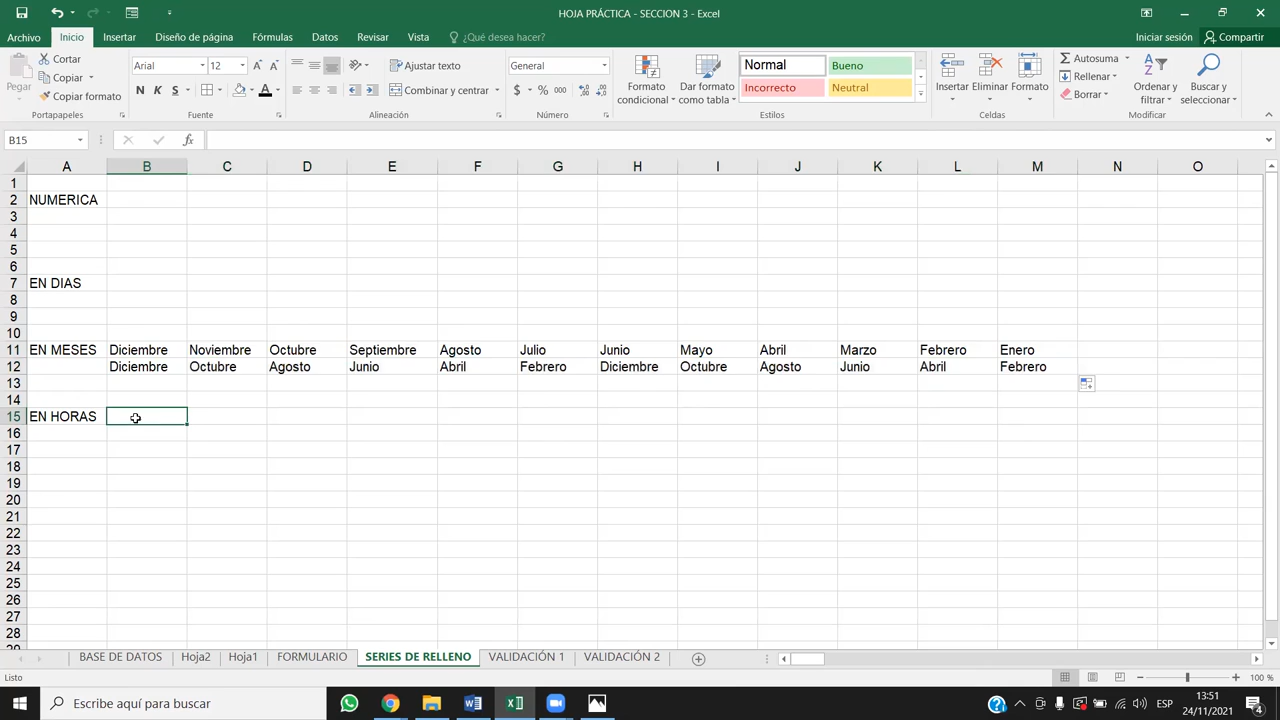 HOJA PRÁCTICA - SECCION 3 - Excel
Archivo Inicio Insertar Diseño de página Fórmulas Datos Revisar Vista ¿Qué desea hacer? Iniciar sesión Compartir
Pegar
Cortar
Copiar
Copiar formato
Portapapeles
Arial 12
N K S
Fuente
Ajustar texto
Combinar y centrar
Alineación
General
$ % 000
Número
Formato condicional
Dar formato como tabla
Normal Bueno
Incorrecto Neutral
Estilos
Insertar Eliminar Formato
Celdas
Autosuma
Rellenar
Borrar
Ordenar y filtrar
Buscar y seleccionar
Modificar
B15 fx
A B C D E F G H I J K L M N O
1
2 NUMERICA
3
4
5
6
7 EN DIAS
8
9
10
11 EN MESES Diciembre Noviembre Octubre Septiembre Agosto Julio Junio Mayo Abril Marzo Febrero Enero
12 Diciembre Octubre Agosto Junio Abril Febrero Diciembre Octubre Agosto Junio Abril Febrero
13
14
15 EN HORAS
16
17
18
19
20
21
22
23
24
25
26
27
28
29
BASE DE DATOS Hoja2 Hoja1 FORMULARIO SERIES DE RELLENO VALIDACIÓN 1 VALIDACIÓN 2
Listo 100 %
Escribe aquí para buscar ESP 13:51
24/11/2021 4